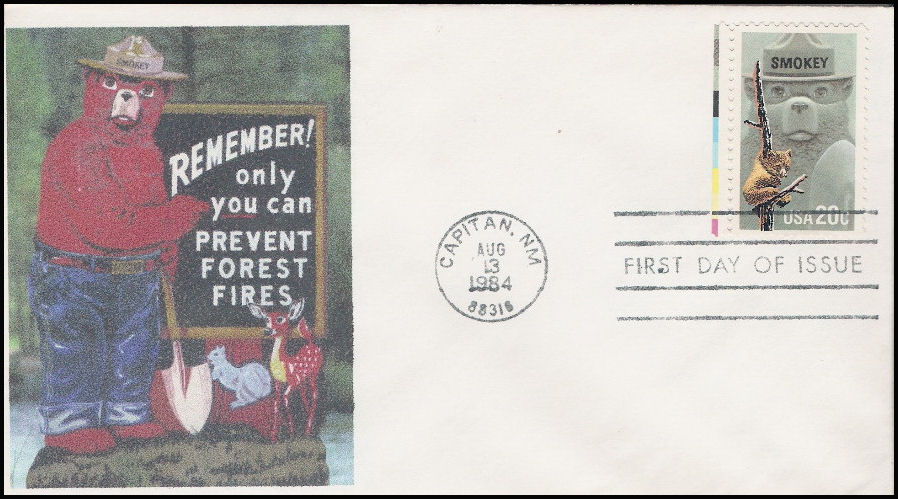 SMOKEY
REMEMBER!
only
you can
PREVENT
FOREST
FIRES
CAPITAN, NM
AUG
13
1984
88316
SMOKEY
USA 20c
FIRST DAY OF ISSUE